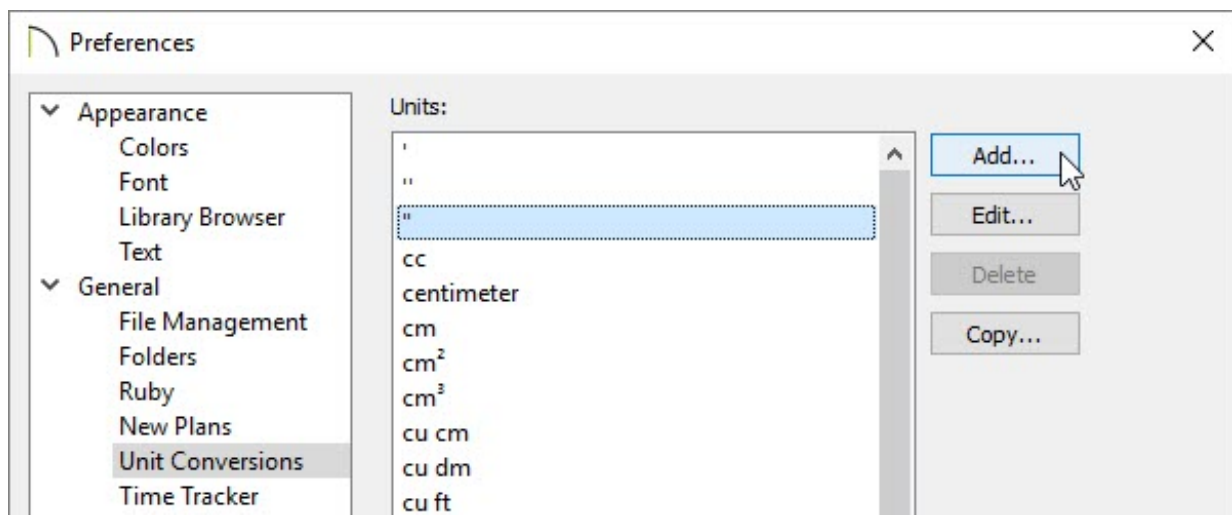 Preferences
Appearance
Colors
Font
Library Browser
Text
General
File Management
Folders
Ruby
New Plans
Unit Conversions
Time Tracker
Units:
'
''
"
cc
centimeter
cm
cm²
cm³
cu cm
cu dm
cu ft
Add...
Edit...
Delete
Copy...